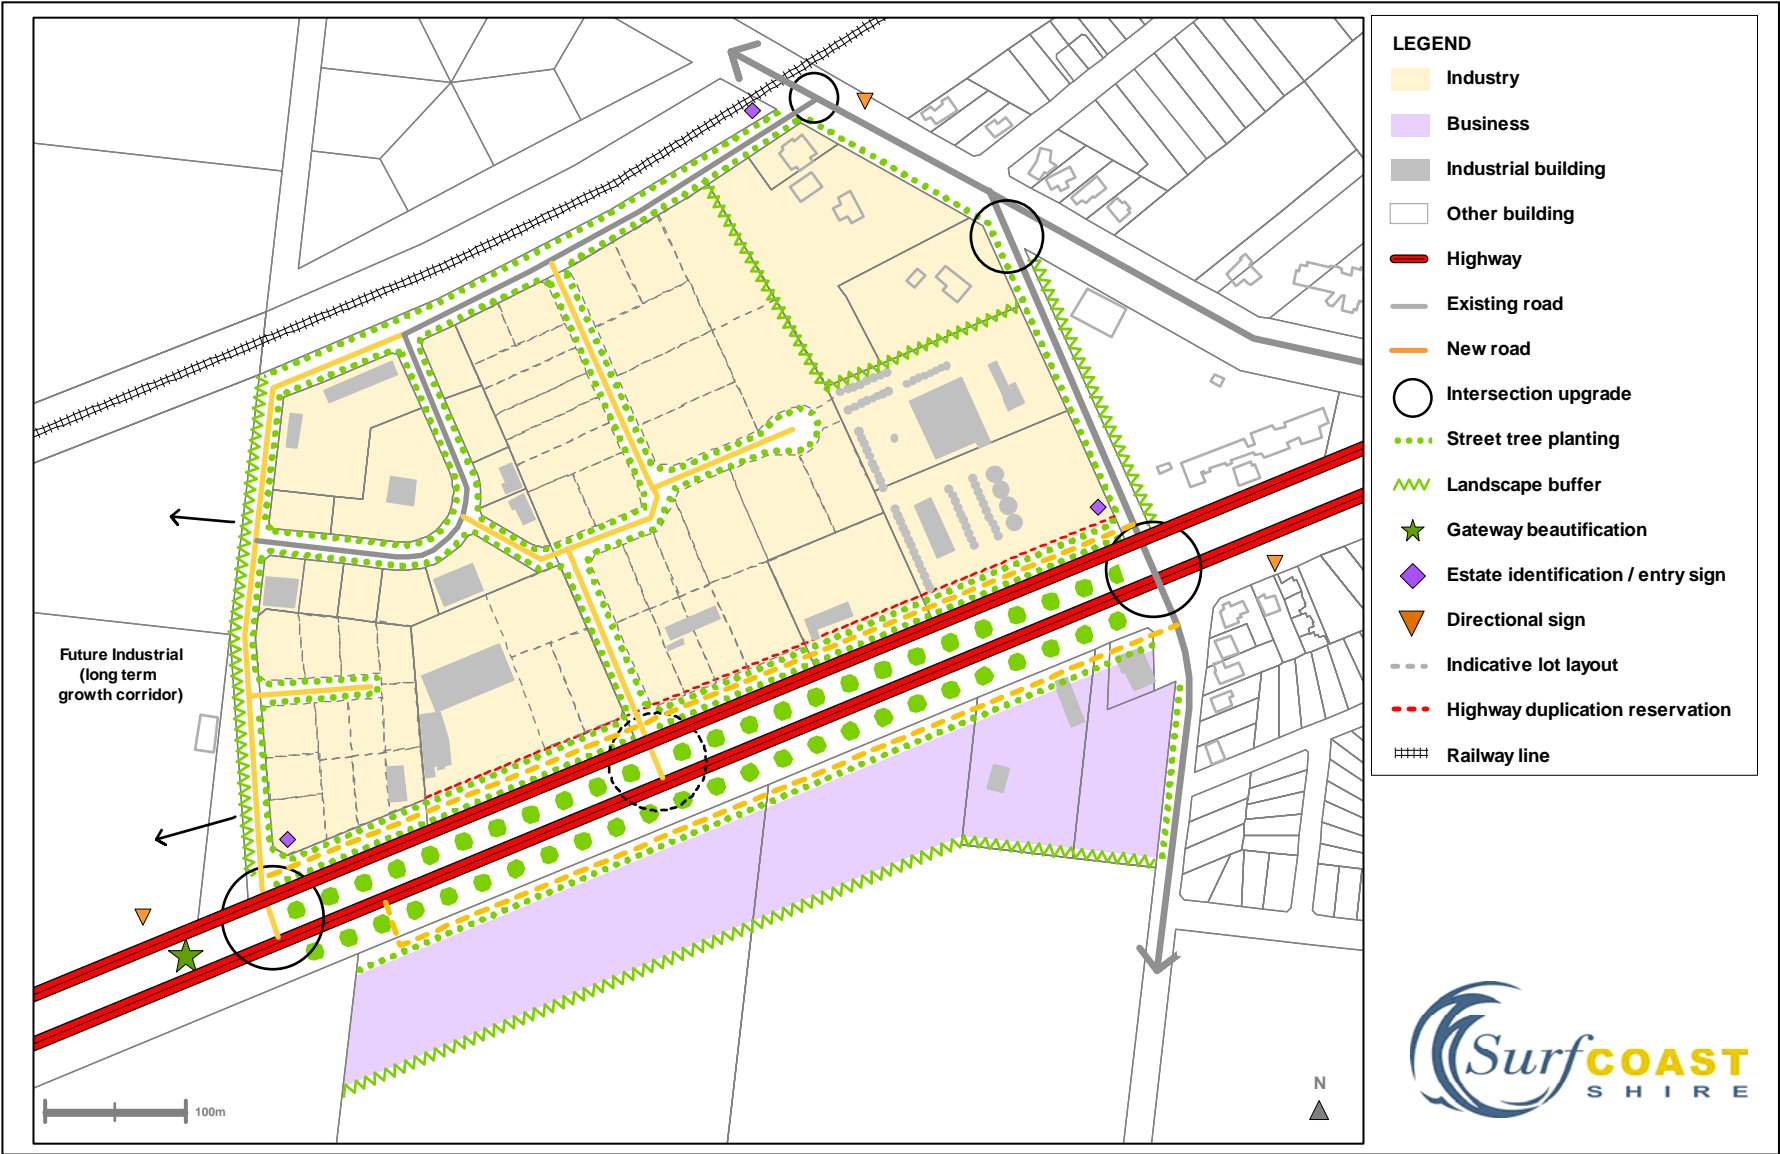 LEGEND
Industry
Business
Industrial building
Other building
Highway
Existing road
New road
Intersection upgrade
Street tree planting
Landscape buffer
Gateway beautification
Estate identification / entry sign
Directional sign
Indicative lot layout
Highway duplication reservation
Railway line
Future Industrial
(long term
growth corridor)
100m
N
Surf COAST
SHIRE